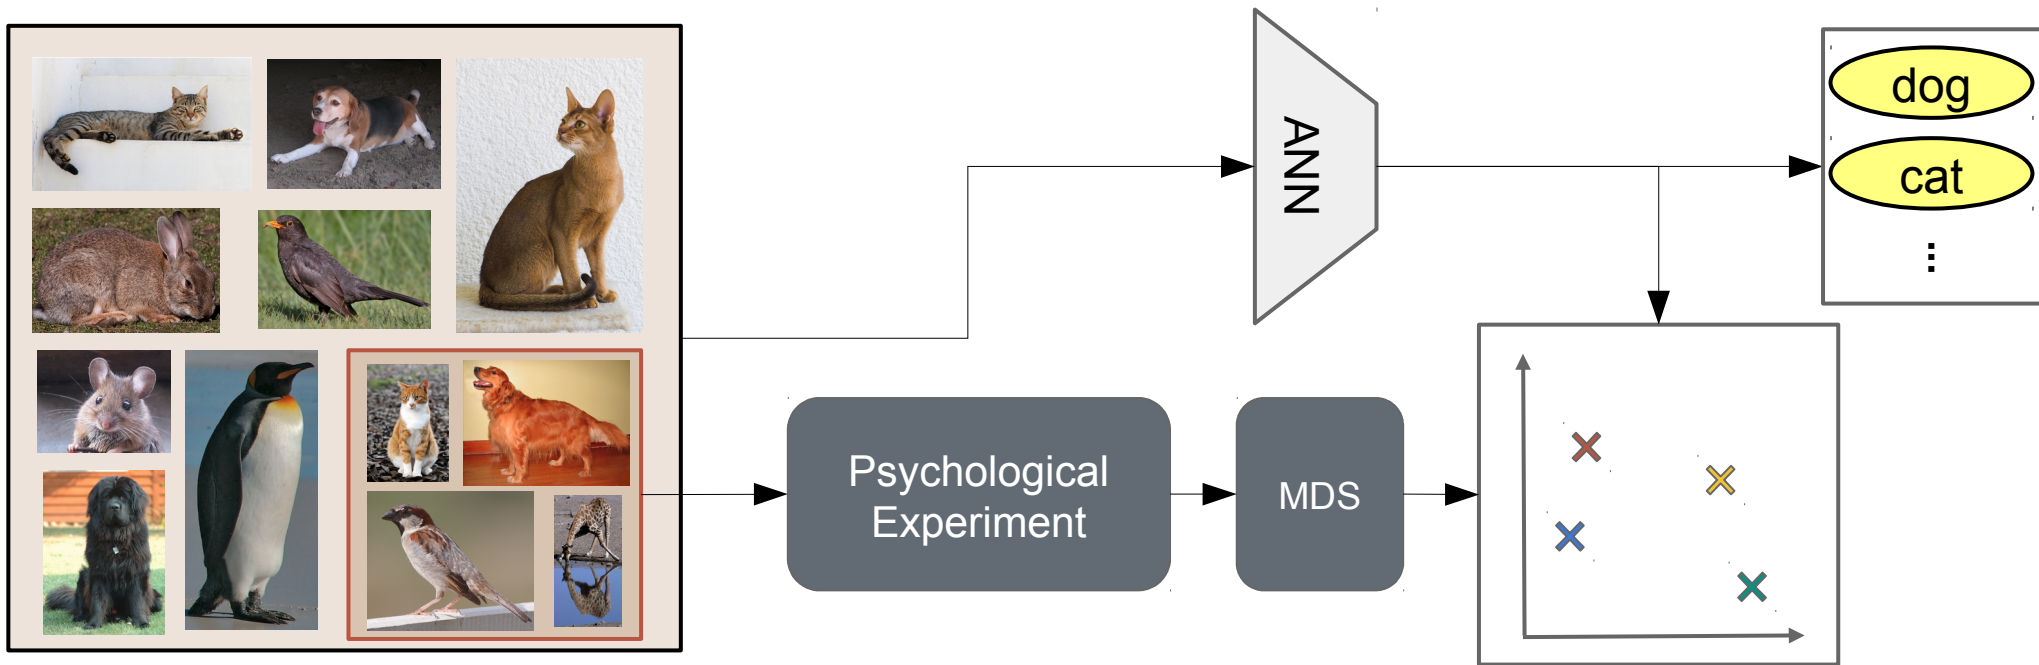 ANN
dog
cat
...
Psychological
Experiment
MDS